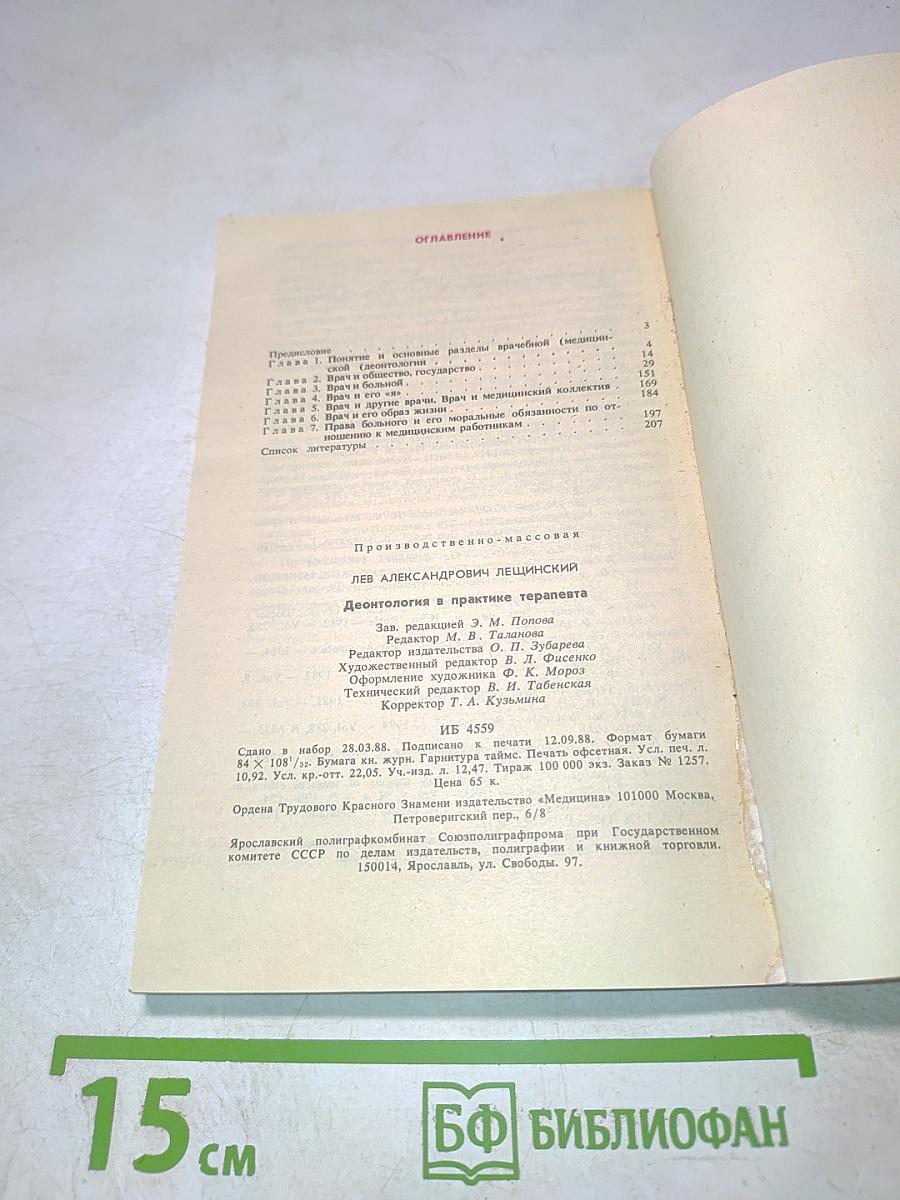 ОГЛАВЛЕНИЕ
Предисловие . . . . . . . . . . . . . . . . . . . . 3
Глава 1. Понятие и основные разделы врачебной (медицин-
ской (деонтологии . . . . . . . . . . . . . 4
Глава 2. Врач и общество, государство . . . . . . . . . 14
Глава 3. Врач и больной . . . . . . . . . . . . . . . 29
Глава 4. Врач и его «я» . . . . . . . . . . . . . . . 151
Глава 5. Врач и другие врачи. Врач и медицинский коллектив . 169
Глава 6. Врач и его образ жизни . . . . . . . . . . . . 184
Глава 7. Права больного и его моральные обязанности по от-
ношению к медицинским работникам . . . . . . 197
Список литературы . . . . . . . . . . . . . . . . . 207
Производственно-массовая
ЛЕВ АЛЕКСАНДРОВИЧ ЛЕЩИНСКИЙ
Деонтология в практике терапевта
Зав. редакцией Э. М. Попова
Редактор М. В. Таланова
Редактор издательства О. П. Зубарева
Художественный редактор В. Л. Фисенко
Оформление художника Ф. К. Мороз
Технический редактор В. И. Табенская
Корректор Т. А. Кузьмина
ИБ 4559
Сдано в набор 28.03.88. Подписано к печати 12.09.88. Формат бумаги
84 × 108¹/₃₂. Бумага кн. журн. Гарнитура таймс. Печать офсетная. Усл. печ. л.
10,92. Усл. кр.-отт. 22,05. Уч.-изд. л. 12,47. Тираж 100 000 экз. Заказ № 1257.
Цена 65 к.
Ордена Трудового Красного Знамени издательство «Медицина» 101000 Москва,
Петроверигский пер., 6/8
Ярославский полиграфкомбинат Союзполиграфпрома при Государственном
комитете СССР по делам издательств, полиграфии и книжной торговли.
150014, Ярославль, ул. Свободы. 97.
15 см
БФ БИБЛИОФАН